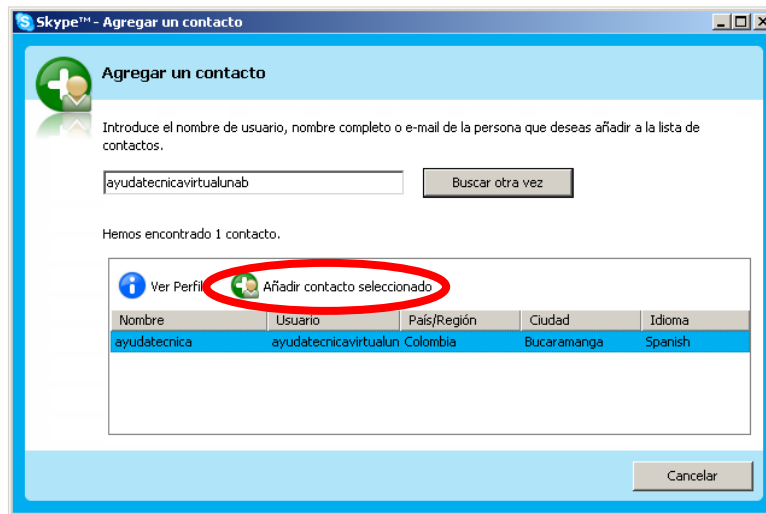 Skype™ - Agregar un contacto
Agregar un contacto
Introduce el nombre de usuario, nombre completo o e-mail de la persona que deseas añadir a la lista de
contactos.
ayudatecnicavirtualunab Buscar otra vez
Hemos encontrado 1 contacto.
Ver Perfil Añadir contacto seleccionado
Nombre Usuario País/Región Ciudad Idioma
ayudatecnica ayudatecnicavirtualun Colombia Bucaramanga Spanish
Cancelar